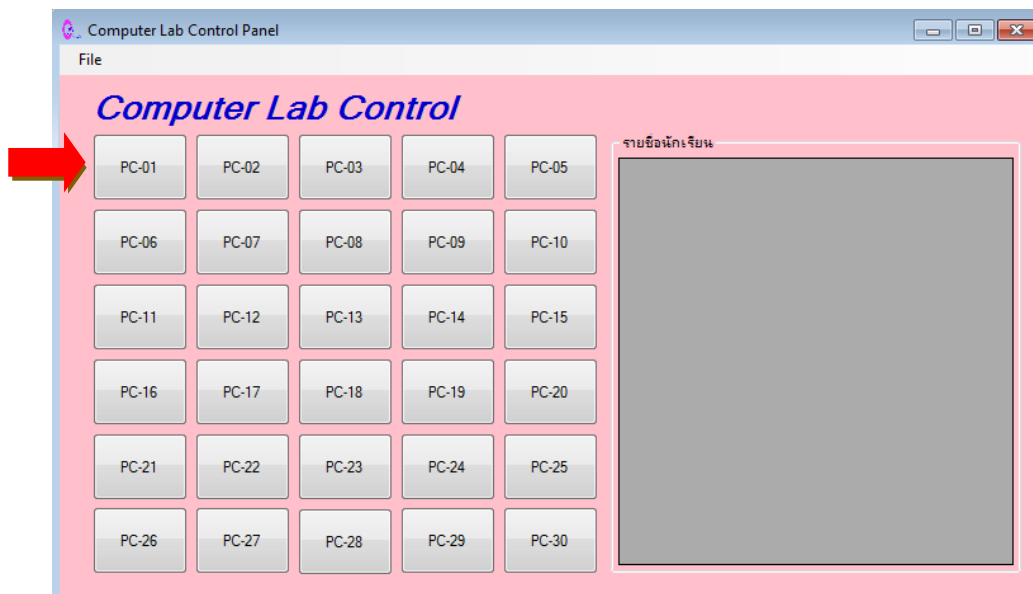 Computer Lab Control Panel
File
Computer Lab Control
รายชื่อนักเรียน
PC-01 PC-02 PC-03 PC-04 PC-05
PC-06 PC-07 PC-08 PC-09 PC-10
PC-11 PC-12 PC-13 PC-14 PC-15
PC-16 PC-17 PC-18 PC-19 PC-20
PC-21 PC-22 PC-23 PC-24 PC-25
PC-26 PC-27 PC-28 PC-29 PC-30